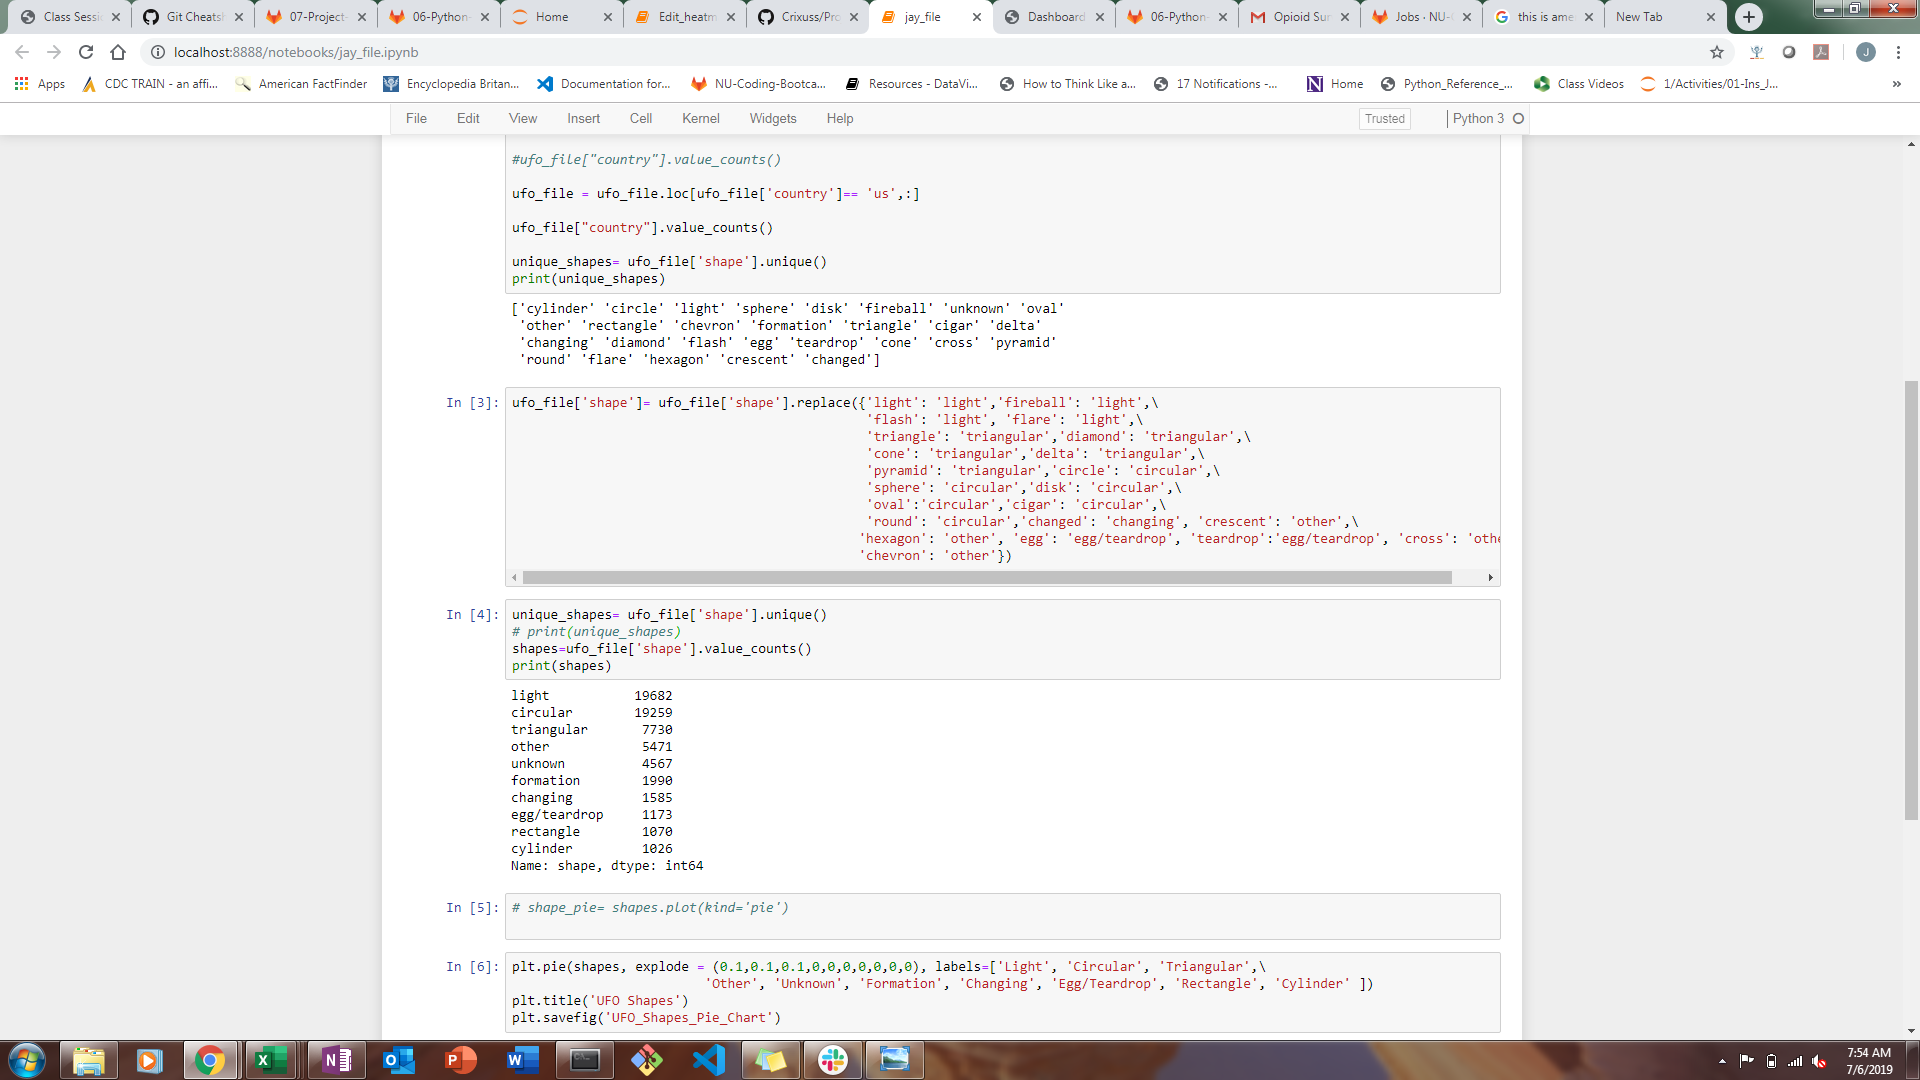 Class Sessi
Git Cheatsh
07-Project-
06-Python-
Home
Edit_heatm
Crixuss/Pro
jay_file
Dashboard
06-Python-
Opioid Sur
Jobs · NU-
this is ame
New Tab
localhost:8888/notebooks/jay_file.ipynb
J
Apps
CDC TRAIN - an affi...
American FactFinder
Encyclopedia Britan...
Documentation for...
NU-Coding-Bootca...
Resources - DataVi...
How to Think Like a...
17 Notifications -...
Home
Python_Reference_...
Class Videos
1/Activities/01-Ins_J...
»
File Edit View Insert Cell Kernel Widgets Help
Trusted
Python 3
#ufo_file["country"].value_counts()
ufo_file = ufo_file.loc[ufo_file['country']== 'us',:]
ufo_file["country"].value_counts()
unique_shapes= ufo_file['shape'].unique()
print(unique_shapes)
['cylinder' 'circle' 'light' 'sphere' 'disk' 'fireball' 'unknown' 'oval'
'other' 'rectangle' 'chevron' 'formation' 'triangle' 'cigar' 'delta'
'changing' 'diamond' 'flash' 'egg' 'teardrop' 'cone' 'cross' 'pyramid'
'round' 'flare' 'hexagon' 'crescent' 'changed']
In [3]: ufo_file['shape']= ufo_file['shape'].replace({'light': 'light','fireball': 'light',\
'flash': 'light', 'flare': 'light',\
'triangle': 'triangular','diamond': 'triangular',\
'cone': 'triangular','delta': 'triangular',\
'pyramid': 'triangular','circle': 'circular',\
'sphere': 'circular','disk': 'circular',\
'oval':'circular','cigar': 'circular',\
'round': 'circular','changed': 'changing', 'crescent': 'other',\
'hexagon': 'other', 'egg': 'egg/teardrop', 'teardrop':'egg/teardrop', 'cross': 'othe
'chevron': 'other'})
In [4]: unique_shapes= ufo_file['shape'].unique()
# print(unique_shapes)
shapes=ufo_file['shape'].value_counts()
print(shapes)
light 19682
circular 19259
triangular 7730
other 5471
unknown 4567
formation 1990
changing 1585
egg/teardrop 1173
rectangle 1070
cylinder 1026
Name: shape, dtype: int64
In [5]: # shape_pie= shapes.plot(kind='pie')
In [6]: plt.pie(shapes, explode = (0.1,0.1,0.1,0,0,0,0,0,0,0), labels=['Light', 'Circular', 'Triangular',\
'Other', 'Unknown', 'Formation', 'Changing', 'Egg/Teardrop', 'Rectangle', 'Cylinder' ])
plt.title('UFO Shapes')
plt.savefig('UFO_Shapes_Pie_Chart')
7:54 AM
7/6/2019